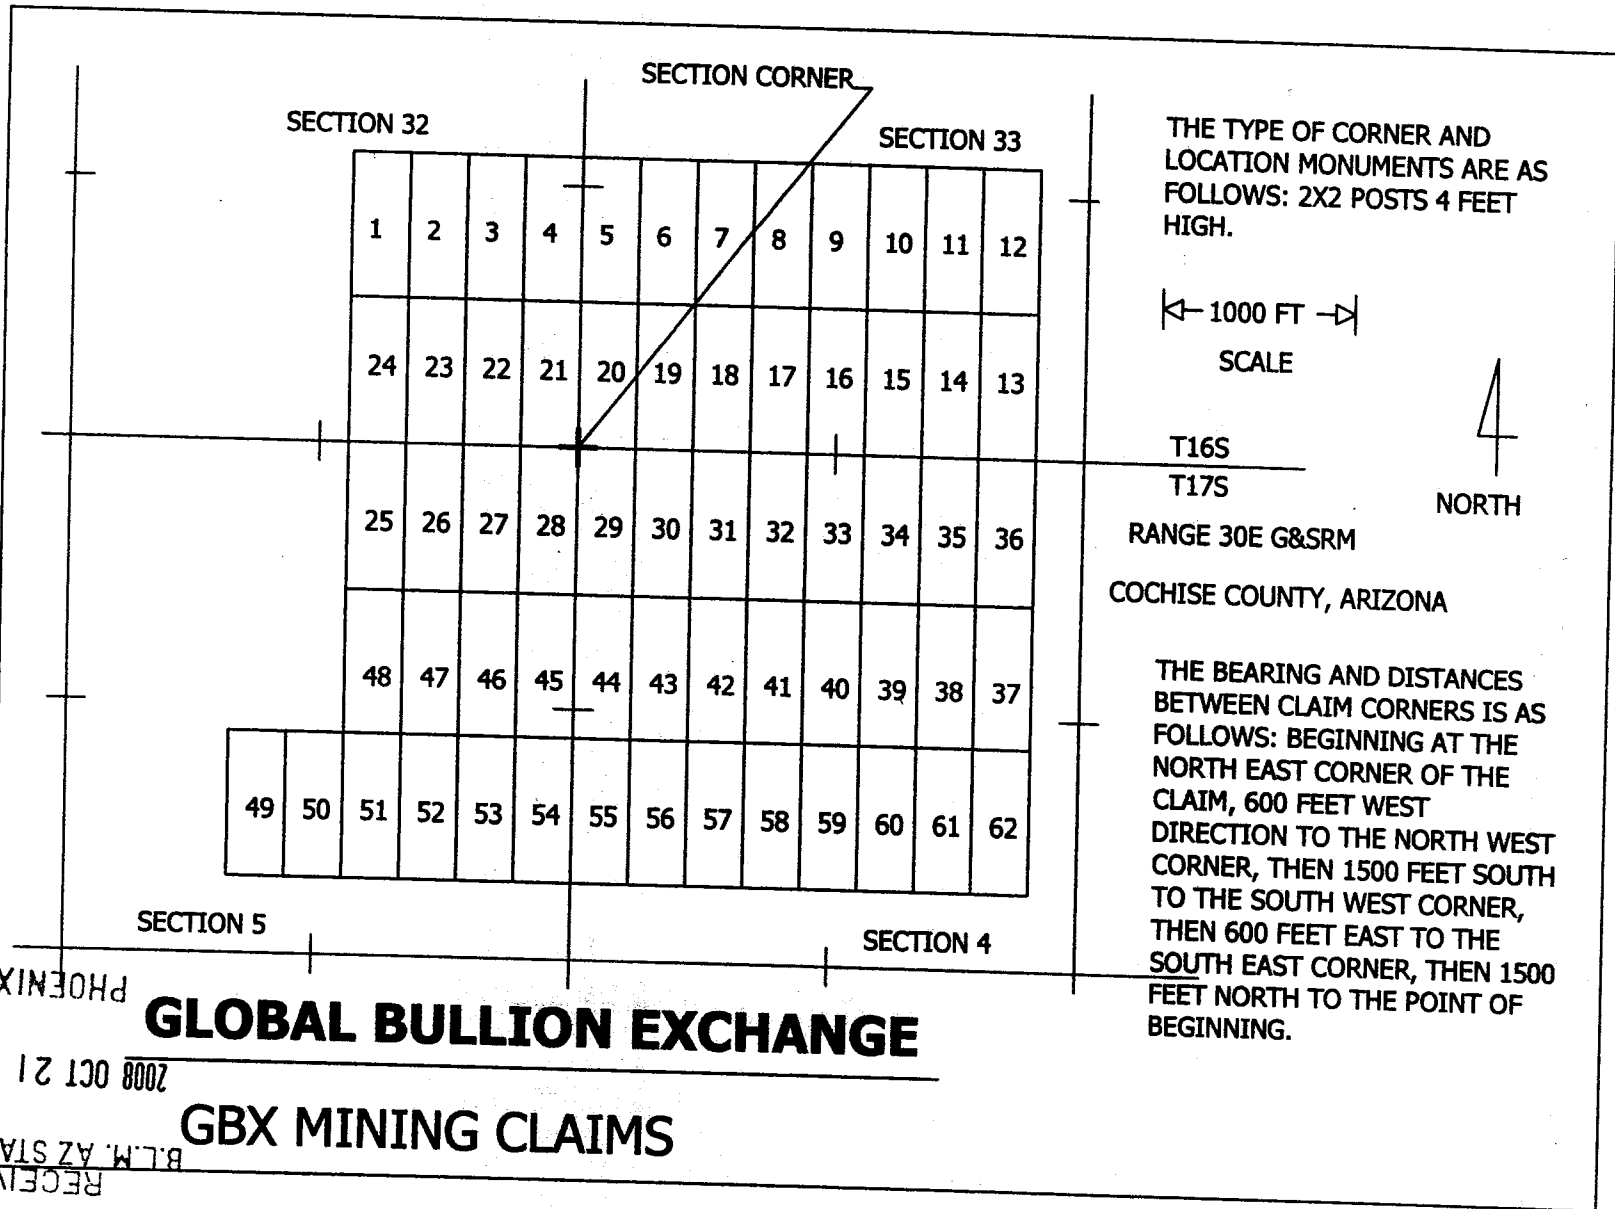 SECTION CORNER
SECTION 32
SECTION 33
1 2 3 4 5 6 7 8 9 10 11 12
24 23 22 21 20 19 18 17 16 15 14 13
25 26 27 28 29 30 31 32 33 34 35 36
48 47 46 45 44 43 42 41 40 39 38 37
49 50 51 52 53 54 55 56 57 58 59 60 61 62
SECTION 5
SECTION 4
THE TYPE OF CORNER AND
LOCATION MONUMENTS ARE AS
FOLLOWS: 2X2 POSTS 4 FEET
HIGH.
1000 FT
SCALE
T16S
T17S
NORTH
RANGE 30E G&SRM
COCHISE COUNTY, ARIZONA
THE BEARING AND DISTANCES
BETWEEN CLAIM CORNERS IS AS
FOLLOWS: BEGINNING AT THE
NORTH EAST CORNER OF THE
CLAIM, 600 FEET WEST
DIRECTION TO THE NORTH WEST
CORNER, THEN 1500 FEET SOUTH
TO THE SOUTH WEST CORNER,
THEN 600 FEET EAST TO THE
SOUTH EAST CORNER, THEN 1500
FEET NORTH TO THE POINT OF
BEGINNING.
GLOBAL BULLION EXCHANGE
GBX MINING CLAIMS
B.L.M. AZ
2008 OCT 21
PHOENIX